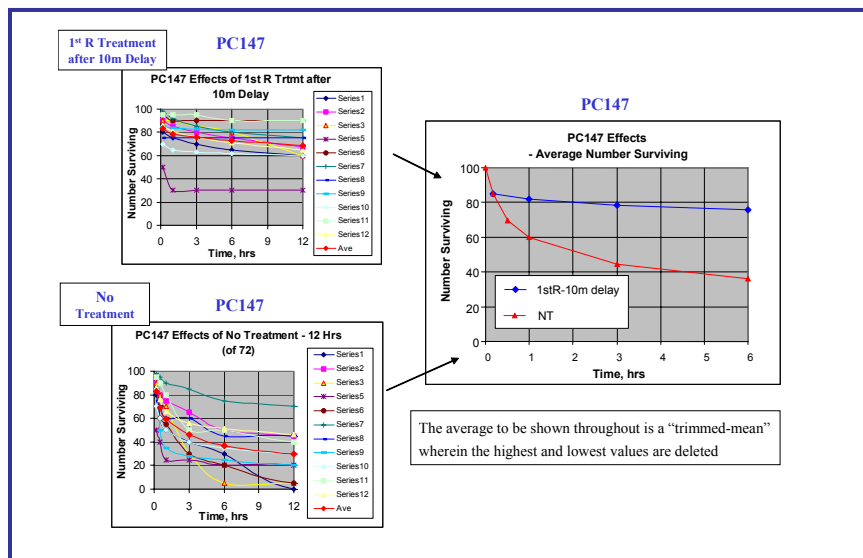 1st R Treatment
after 10m Delay
PC147
PC147 Effects of 1st R Trtmt after
10m Delay
Number Surviving
100
80
60
40
20
0
0 3 6 9 12
Time, hrs
Series1
Series2
Series3
Series5
Series6
Series7
Series8
Series9
Series10
Series11
Series12
Ave
No
Treatment
PC147
PC147 Effects of No Treatment - 12 Hrs
(of 72)
Number Surviving
100
80
60
40
20
0
0 3 6 9 12
Time, hrs
Series1
Series2
Series3
Series5
Series6
Series7
Series8
Series9
Series10
Series11
Series12
Ave
PC147
PC147 Effects
- Average Number Surviving
Number Surviving
100
80
60
40
20
0
0 1 2 3 4 5 6
Time, hrs
1stR-10m delay
NT
The average to be shown throughout is a “trimmed-mean”
wherein the highest and lowest values are deleted